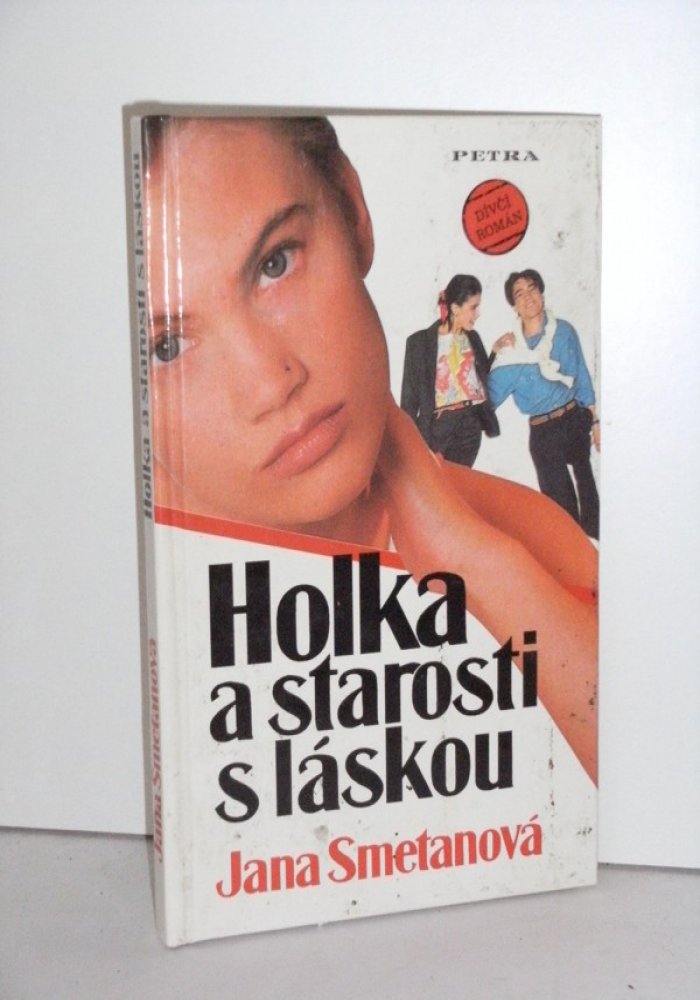 PETRA
DÍVČÍ
ROMÁN
Holka
a starosti
s láskou
Jana Smetanová
Holka a starosti s láskou
Jana Smetanová